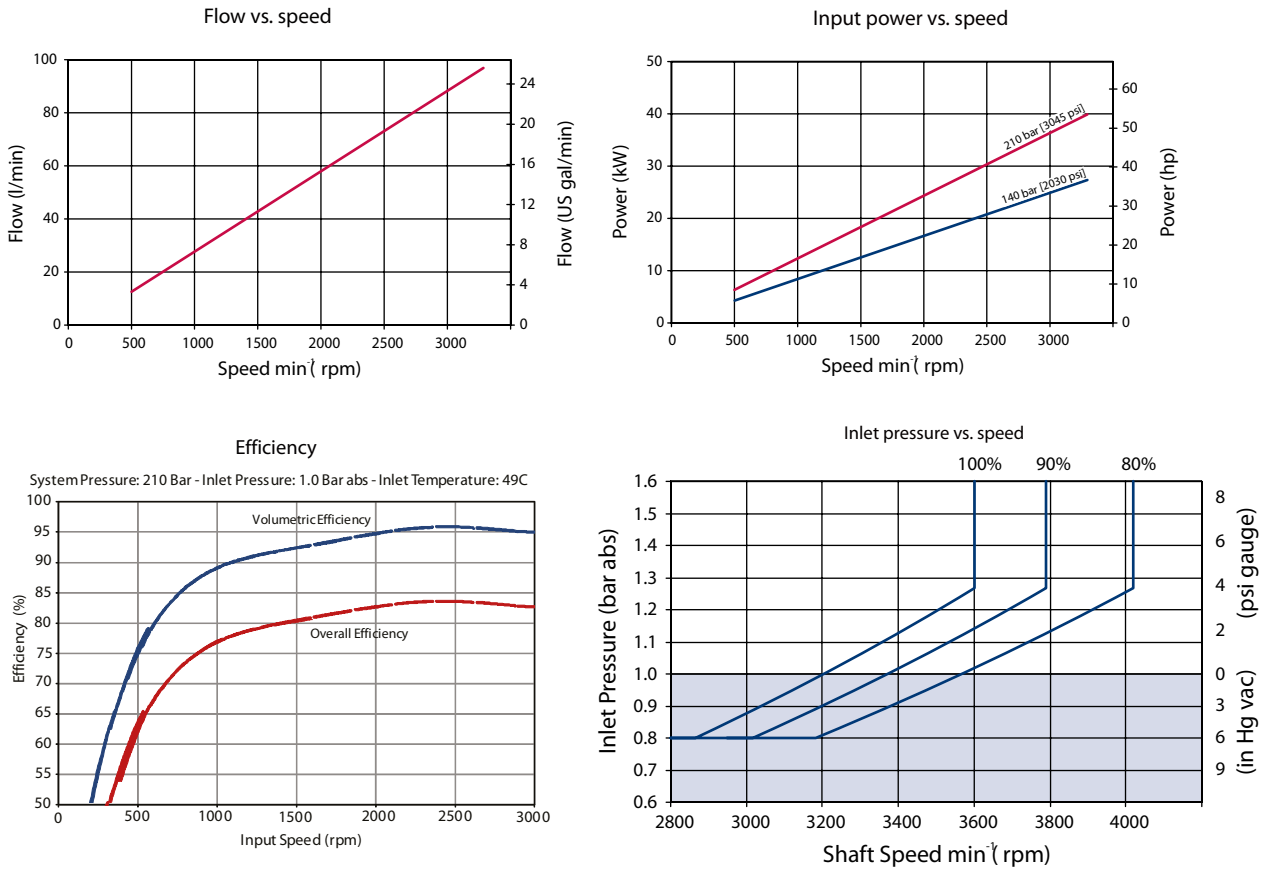 Flow vs. speed
100
80
60
40
20
0
Flow (l/min)
24
20
16
12
8
4
0
Flow (US gal/min)
0 500 1000 1500 2000 2500 3000
Speed min⁻¹( rpm)
Input power vs. speed
50
40
30
20
10
0
Power (kW)
210 bar [3045 psi]
140 bar [2030 psi]
60
50
40
30
20
10
0
Power (hp)
0 500 1000 1500 2000 2500 3000
Speed min⁻¹( rpm)
Efficiency
System Pressure: 210 Bar - Inlet Pressure: 1.0 Bar abs - Inlet Temperature: 49C
100
95
90
85
80
75
70
65
60
55
50
Efficiency (%)
Volumetric Efficiency
Overall Efficiency
0 500 1000 1500 2000 2500 3000
Input Speed (rpm)
Inlet pressure vs. speed
100% 90% 80%
1.6
1.5
1.4
1.3
1.2
1.1
1.0
0.9
0.8
0.7
0.6
Inlet Pressure (bar abs)
8
6
4
2
0
3
6
9
(psi gauge)
(in Hg vac)
2800 3000 3200 3400 3600 3800 4000
Shaft Speed min⁻¹( rpm)